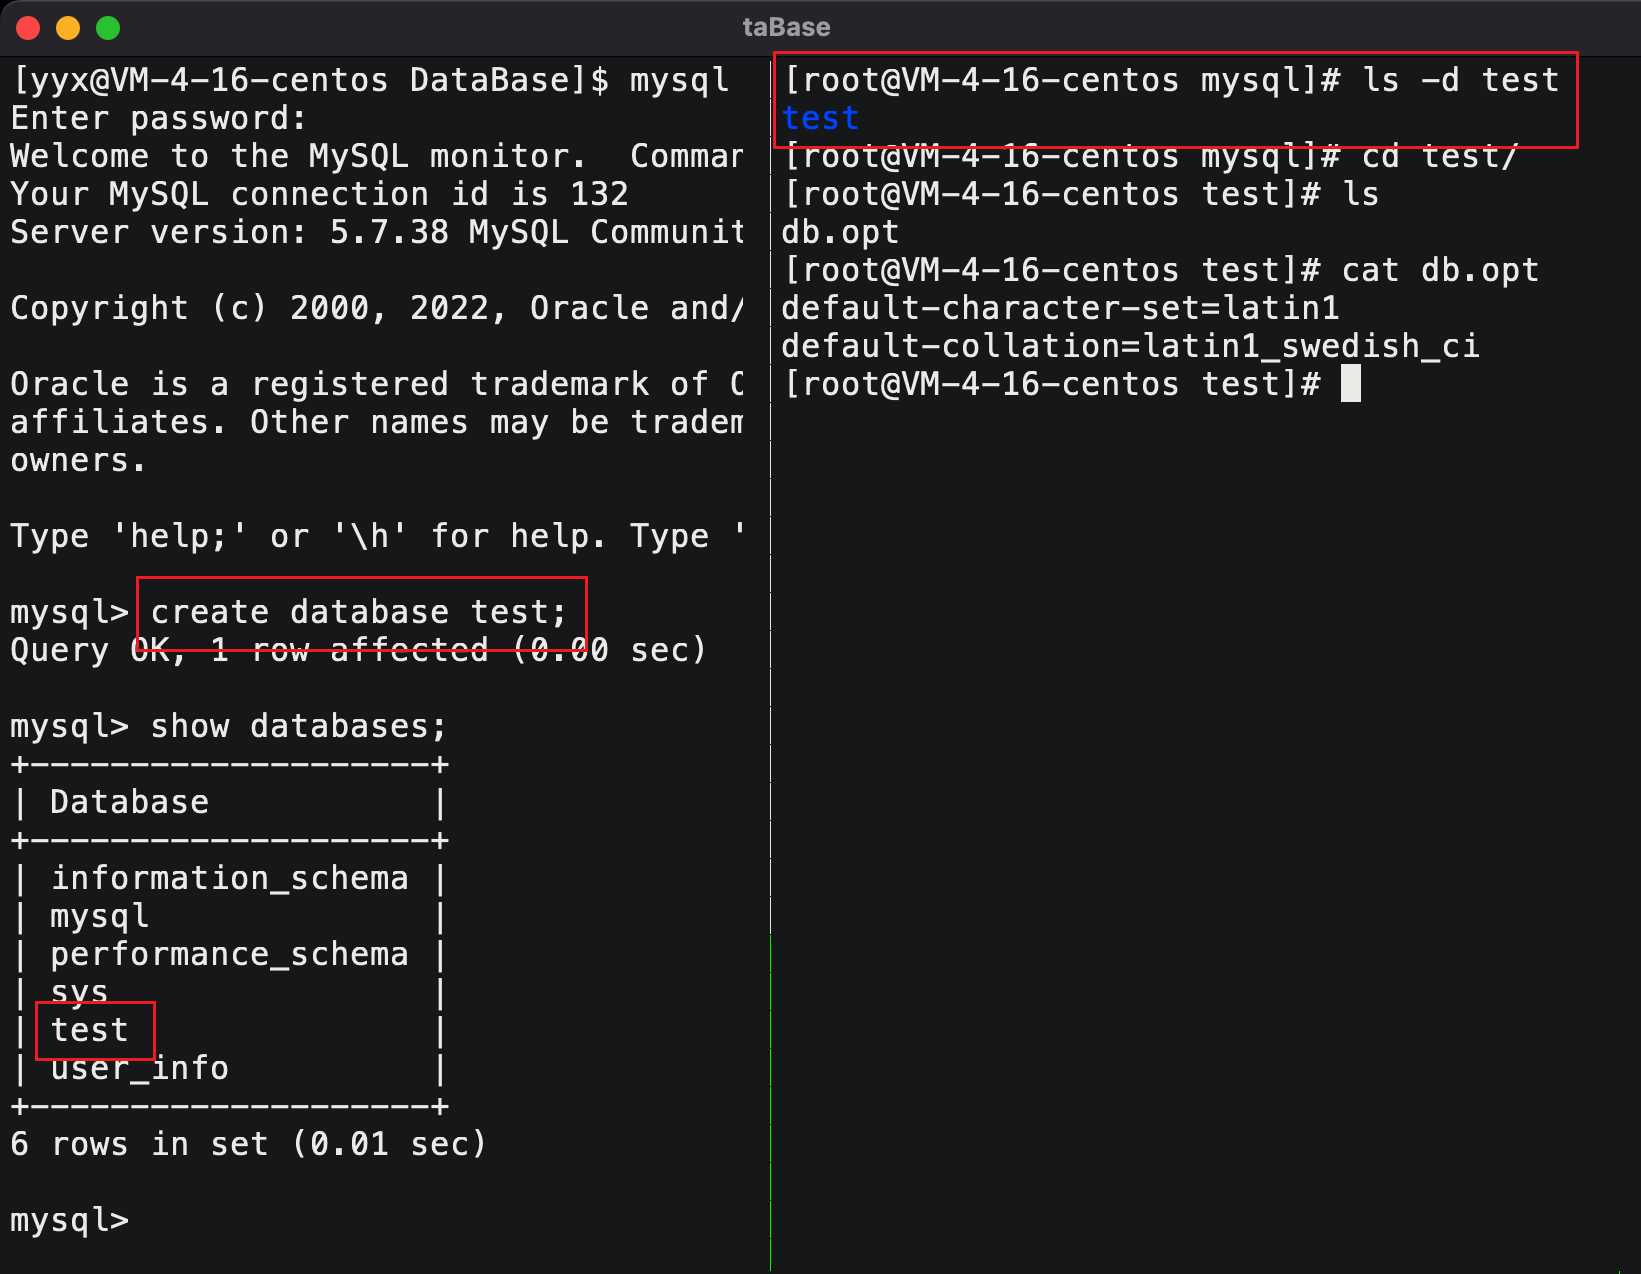 taBase
[yyx@VM-4-16-centos DataBase]$ mysql
Enter password:
Welcome to the MySQL monitor.  Comman
Your MySQL connection id is 132
Server version: 5.7.38 MySQL Communit
Copyright (c) 2000, 2022, Oracle and/
Oracle is a registered trademark of O
affiliates. Other names may be tradem
owners.
Type 'help;' or '\h' for help. Type '
mysql> create database test;
Query OK, 1 row affected (0.00 sec)
mysql> show databases;
+--------------------+
| Database           |
+--------------------+
| information_schema |
| mysql              |
| performance_schema |
| sys                |
| test               |
| user_info          |
+--------------------+
6 rows in set (0.01 sec)
mysql>
[root@VM-4-16-centos mysql]# ls -d test
test
[root@VM-4-16-centos mysql]# cd test/
[root@VM-4-16-centos test]# ls
db.opt
[root@VM-4-16-centos test]# cat db.opt
default-character-set=latin1
default-collation=latin1_swedish_ci
[root@VM-4-16-centos test]#